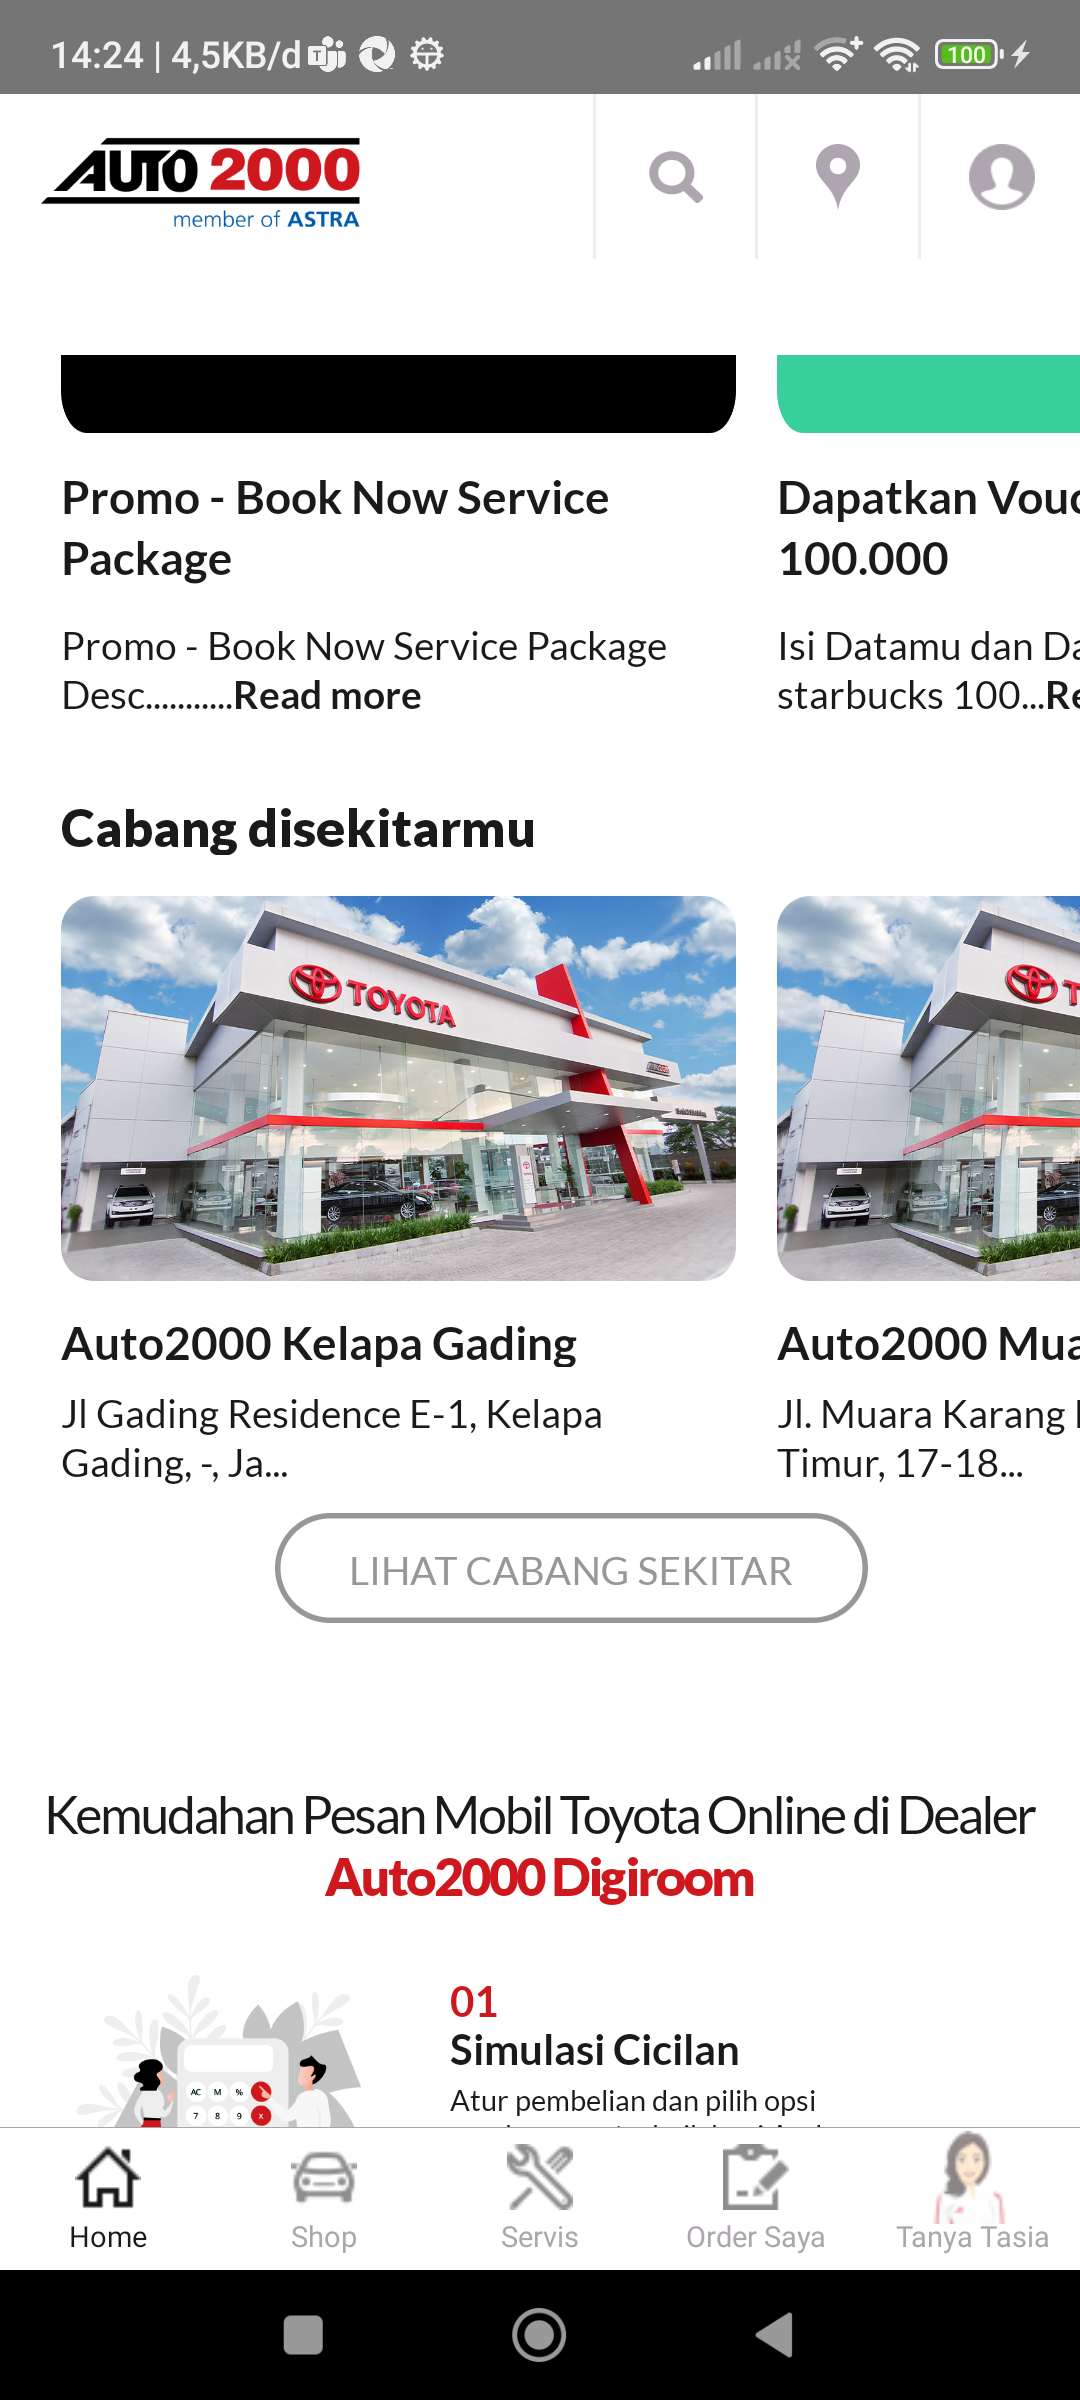 14:24 | 4,5KB/d
100
AUTO 2000
member of ASTRA
Promo - Book Now Service
Package
Promo - Book Now Service Package
Desc...........Read more
Dapatkan
100.000
Isi Datamu dan
starbucks 100...
Cabang disekitarmu
TOYOTA
Auto2000 Kelapa Gading
Jl Gading Residence E-1, Kelapa
Gading, -, Ja...
Auto2000
Jl. Muara Karang
Timur, 17-18...
LIHAT CABANG SEKITAR
Kemudahan Pesan Mobil Toyota Online di Dealer
Auto2000 Digiroom
AC M %
7 8 9 x
01
Simulasi Cicilan
Atur pembelian dan pilih opsi
Home
Shop
Servis
Order Saya
Tanya Tasia